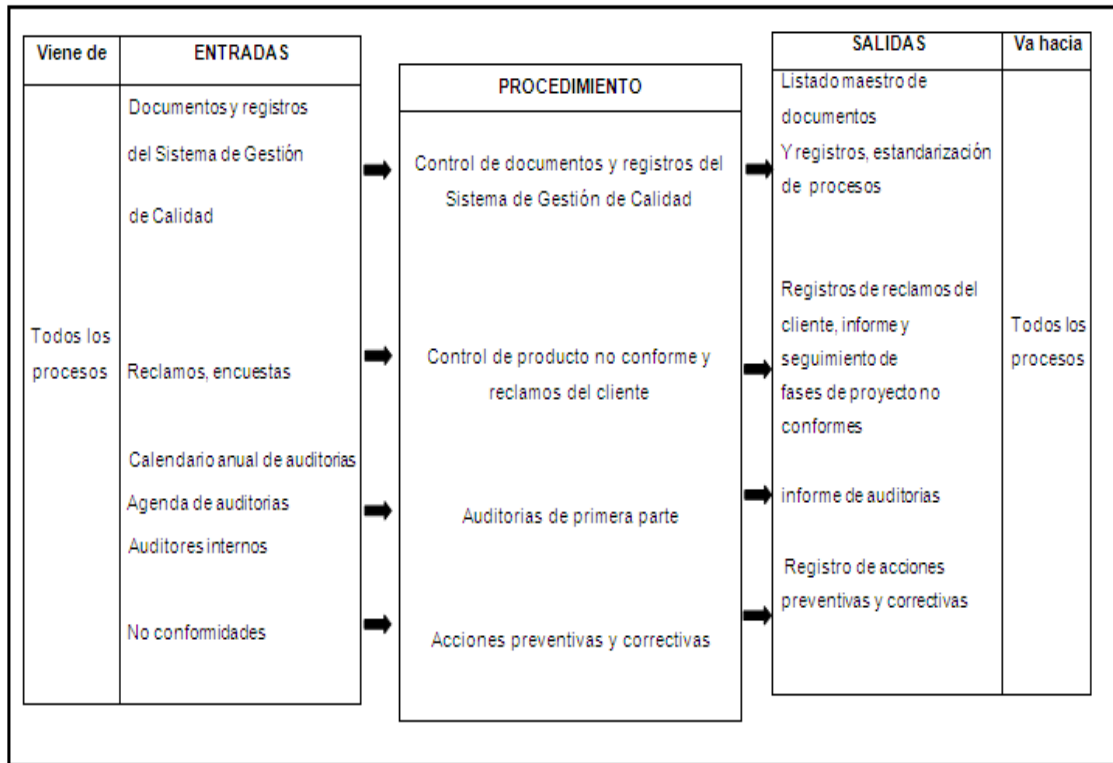 Viene de
ENTRADAS
Todos los
procesos
Documentos y registros
del Sistema de Gestión
de Calidad
Reclamos, encuestas
Calendario anual de auditorias
Agenda de auditorias
Auditores internos
No conformidades
PROCEDIMIENTO
Control de documentos y registros del
Sistema de Gestión de Calidad
Control de producto no conforme y
reclamos del cliente
Auditorias de primera parte
Acciones preventivas y correctivas
SALIDAS
Va hacia
Listado maestro de
documentos
Y registros, estandarización
de procesos
Registros de reclamos del
cliente, informe y
seguimiento de
fases de proyecto no
conformes
informe de auditorias
Registro de acciones
preventivas y correctivas
Todos los
procesos